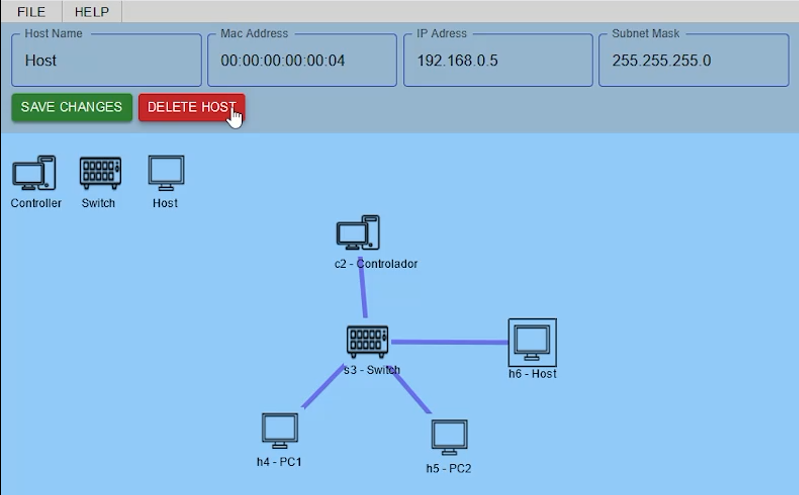 FILE HELP
Host Name Mac Address IP Adress Subnet Mask
Host 00:00:00:00:00:04 192.168.0.5 255.255.255.0
SAVE CHANGES DELETE HOST
Controller Switch Host
c2 - Controlador
s3 - Switch
h6 - Host
h4 - PC1
h5 - PC2